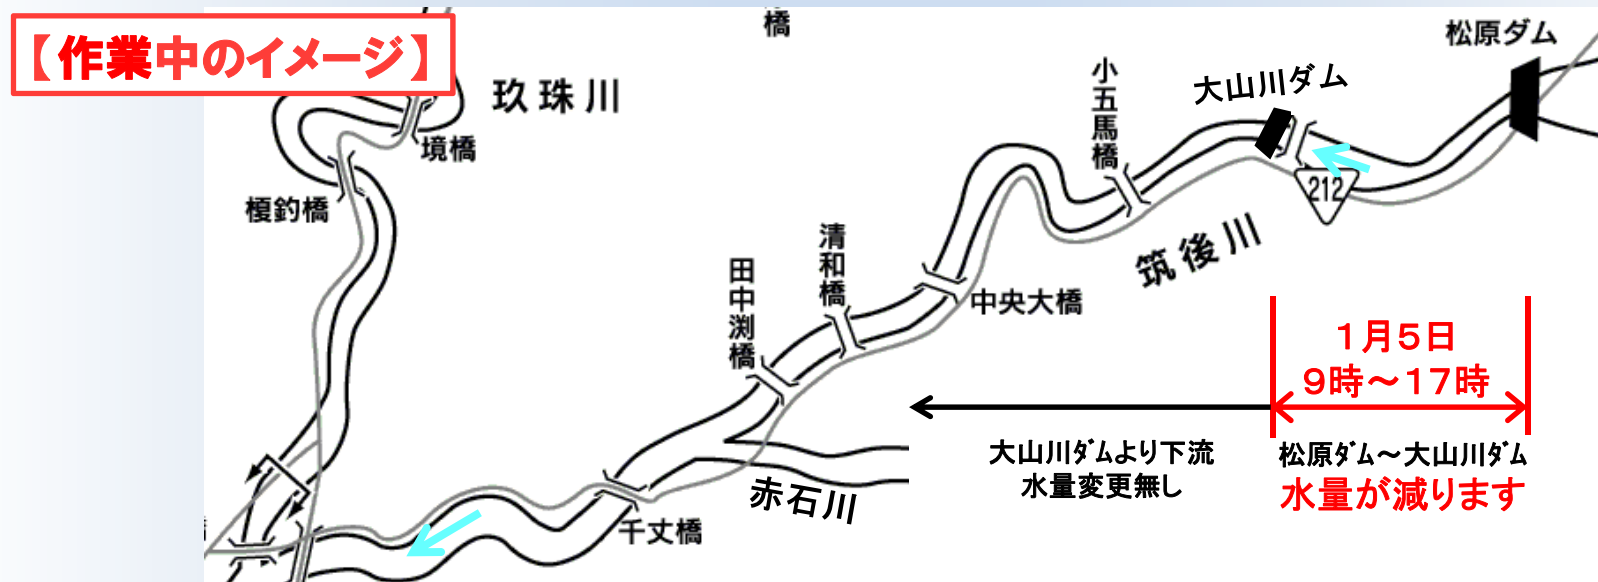 【作業中のイメージ】
橋
玖珠川
境橋
榎釣橋
松原ダム
大山川ダム
小五馬橋
212
筑後川
中央大橋
清和橋
田中渕橋
千丈橋
赤石川
1月5日
9時～17時
大山川ダムより下流
水量変更無し
松原ダム～大山川ダム
水量が減ります